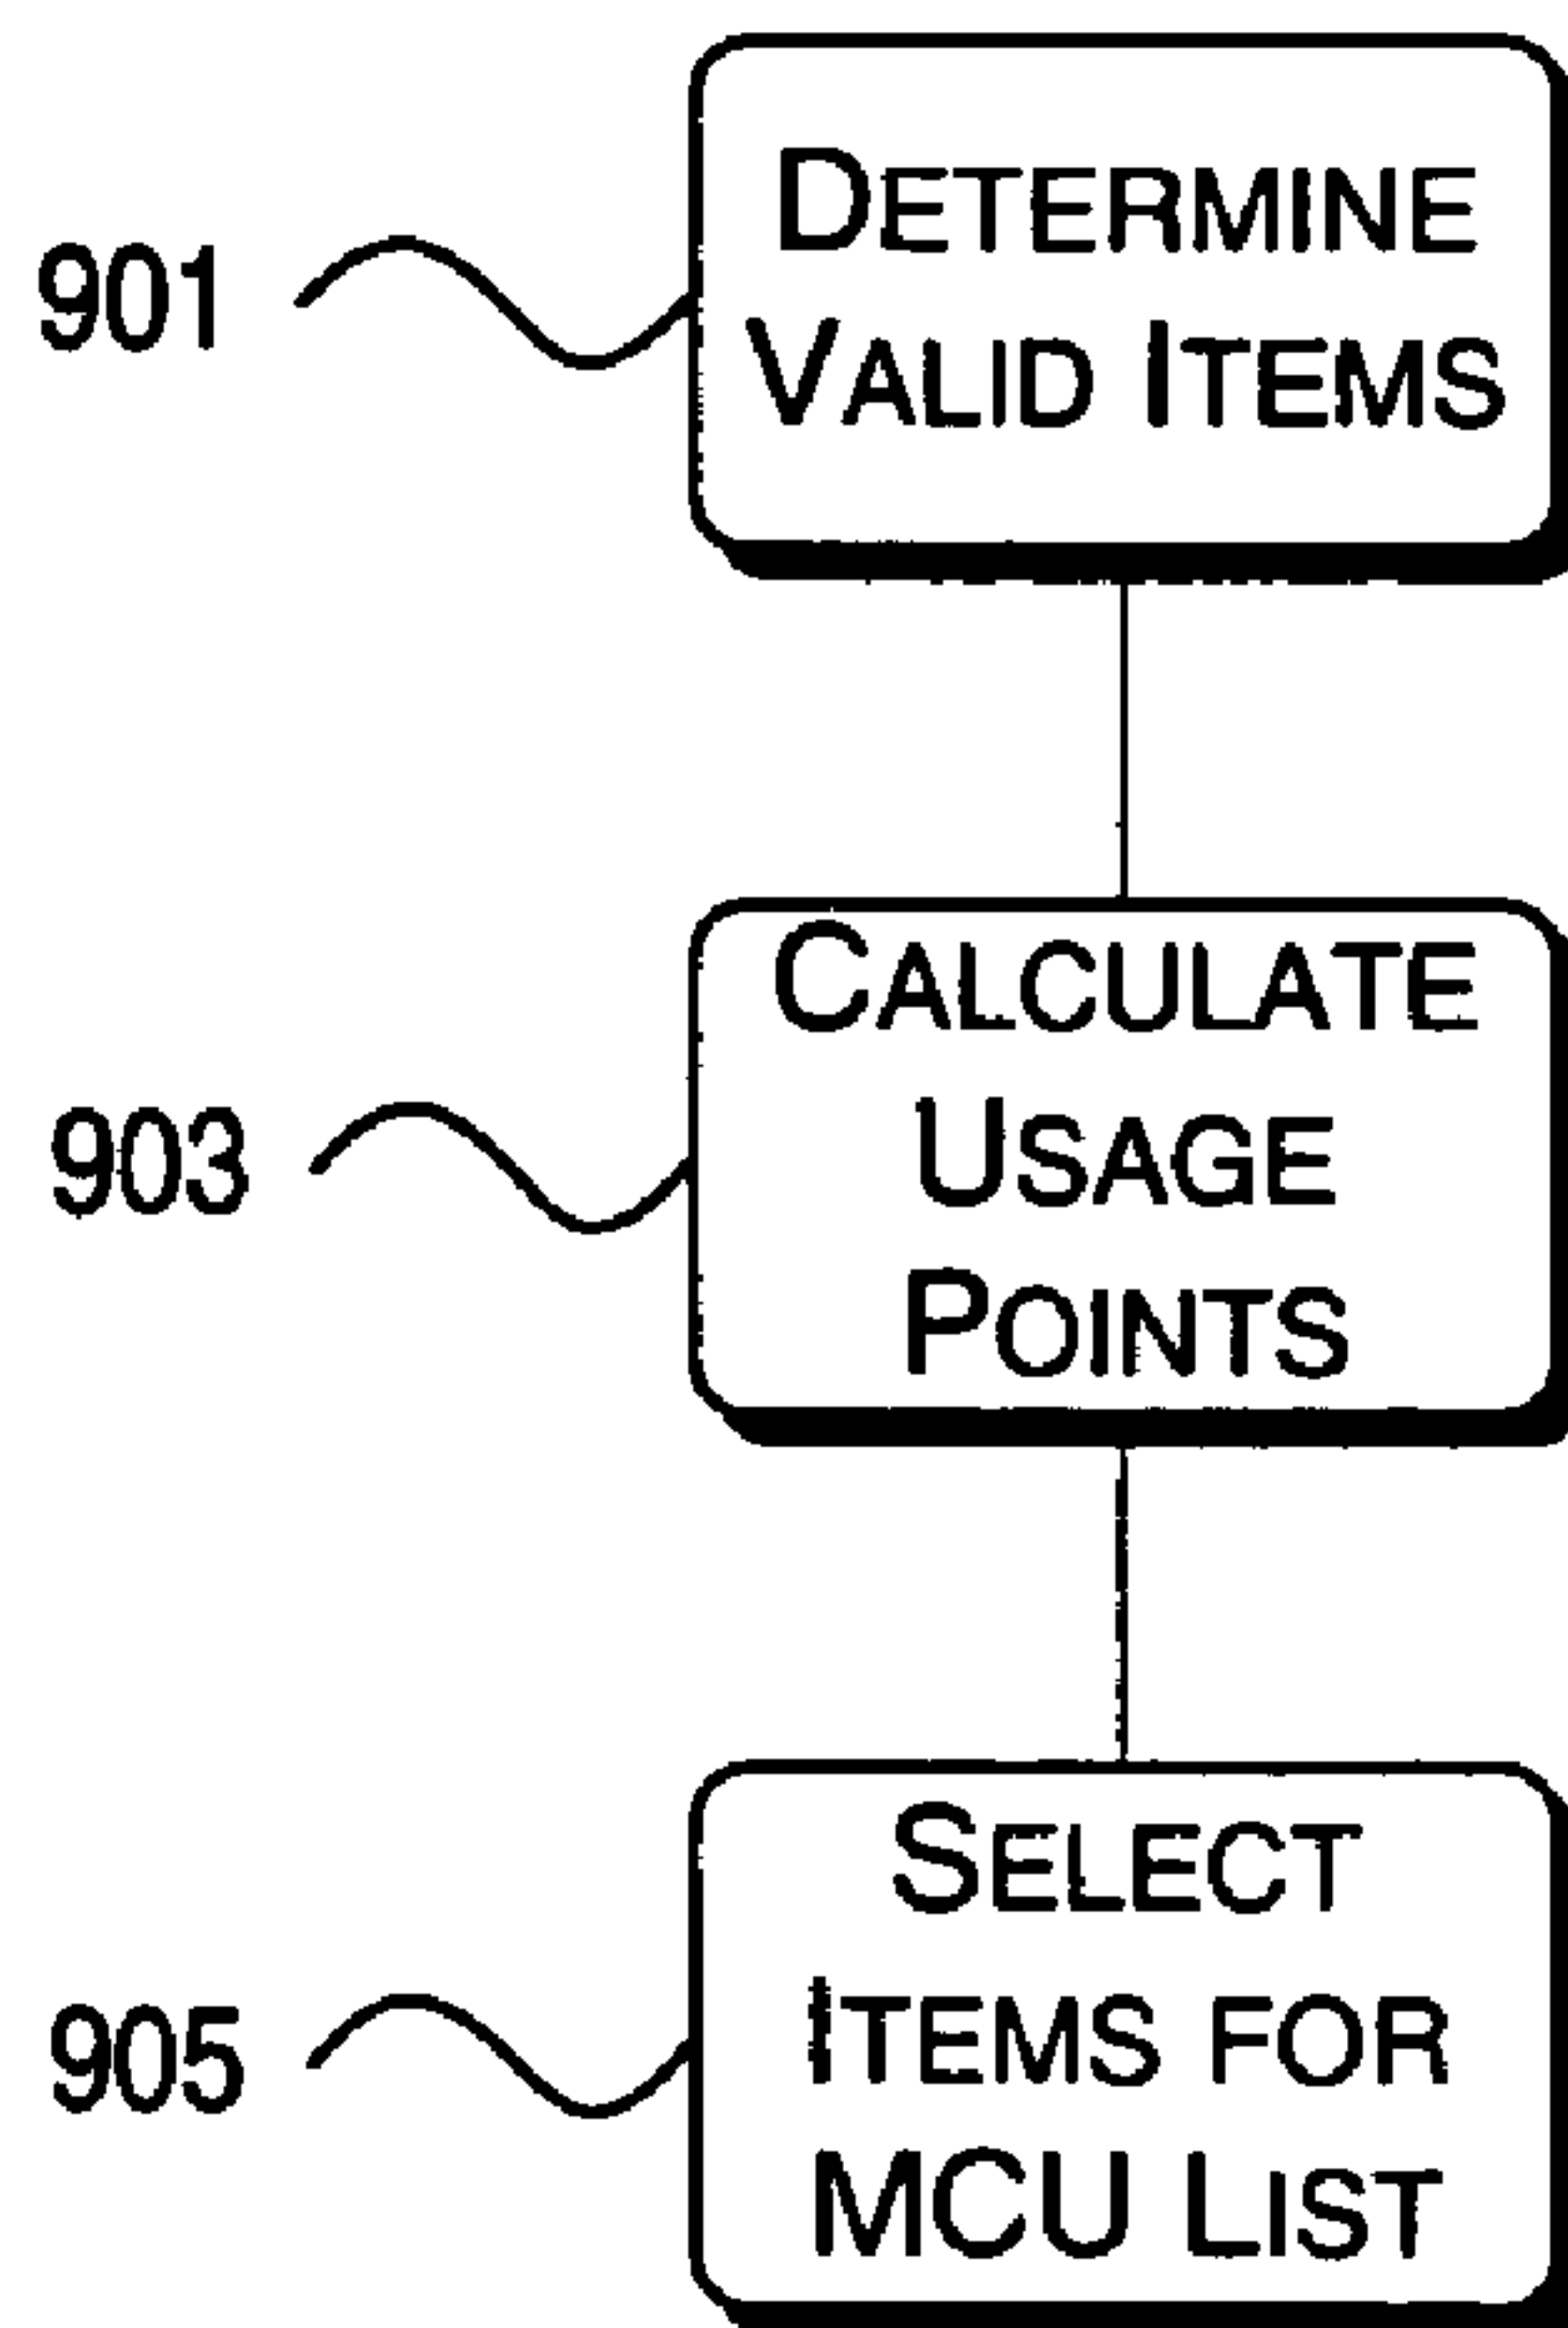 901
DETERMINE
VALID ITEMS
903
CALCULATE
USAGE
POINTS
905
SELECT
ITEMS FOR
MCU LIST